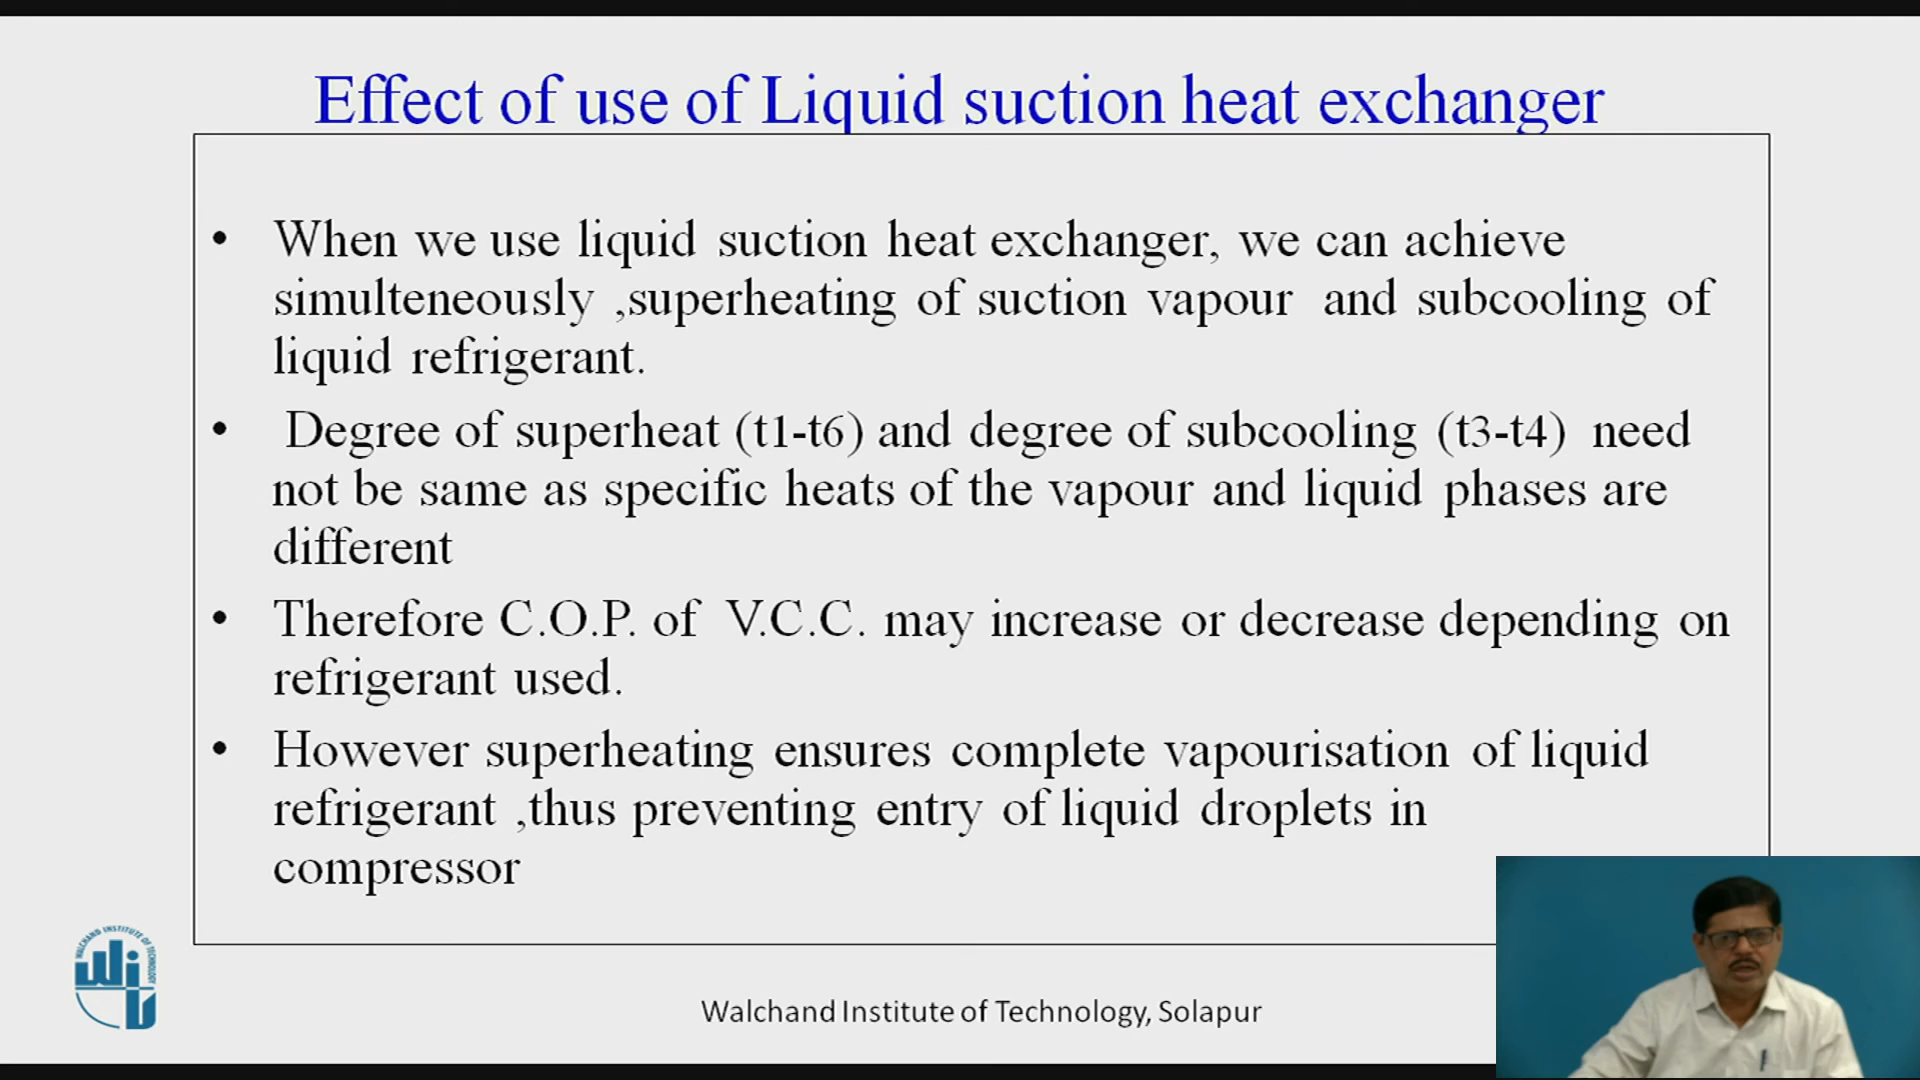 Effect of use of Liquid suction heat exchanger
• When we use liquid suction heat exchanger, we can achieve
simulteneously ,superheating of suction vapour and subcooling of
liquid refrigerant.
• Degree of superheat (t1-t6) and degree of subcooling (t3-t4) need
not be same as specific heats of the vapour and liquid phases are
different
• Therefore C.O.P. of V.C.C. may increase or decrease depending on
refrigerant used.
• However superheating ensures complete vapourisation of liquid
refrigerant ,thus preventing entry of liquid droplets in
compressor
WALCHAND INSTITUTE OF TECHNOLOGY
Walchand Institute of Technology, Solapur